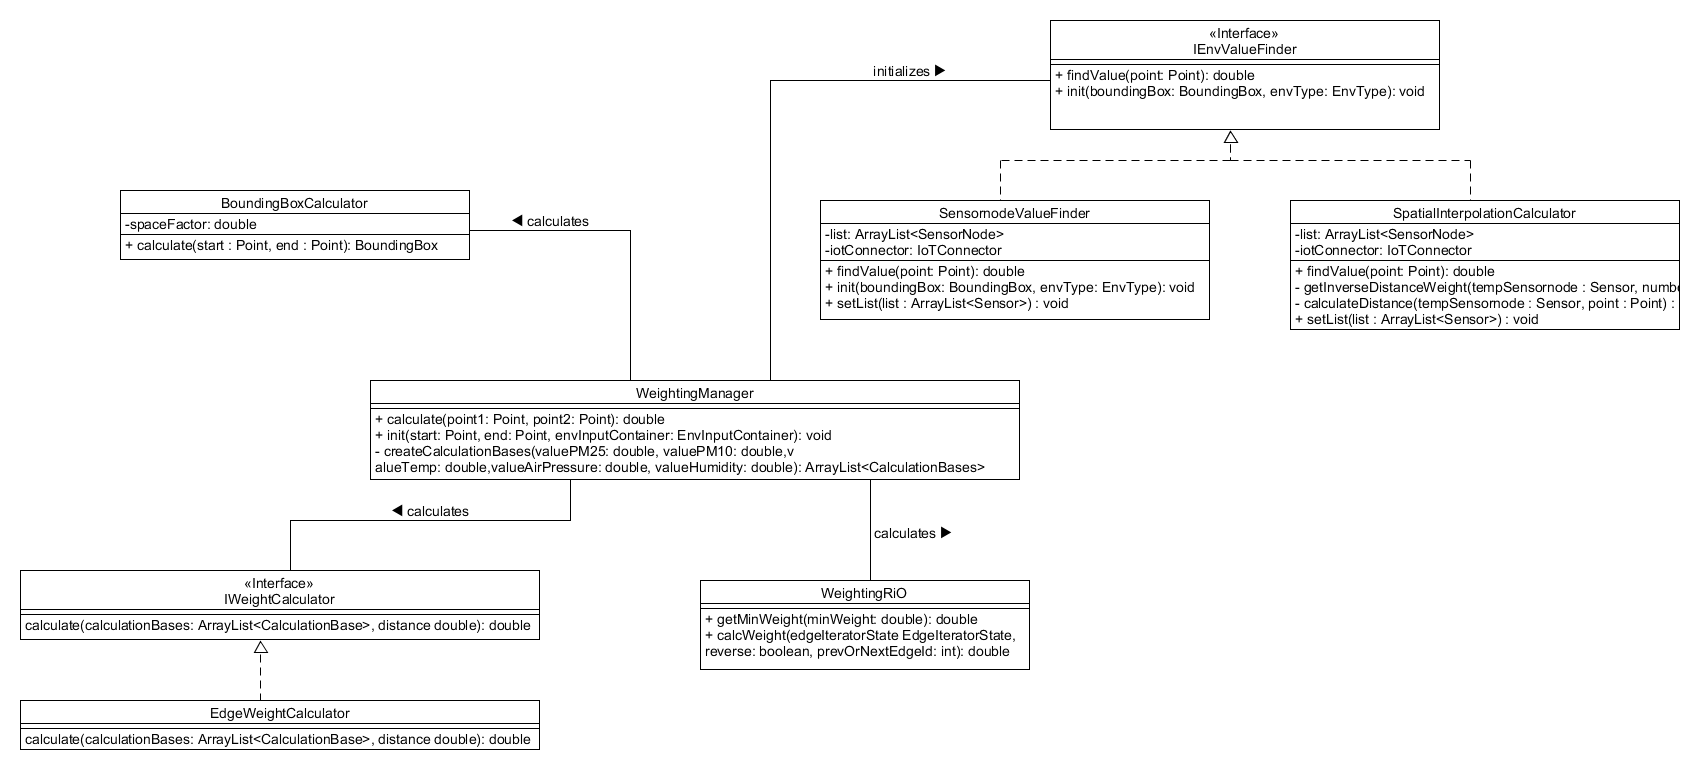 «Interface»
IEnvValueFinder
+ findValue(point: Point): double
+ init(boundingBox: BoundingBox, envType: EnvType): void
initializes ▶
BoundingBoxCalculator
-spaceFactor: double
+ calculate(start : Point, end : Point): BoundingBox
◀ calculates
SensornodeValueFinder
-list: ArrayList<SensorNode>
-iotConnector: IoTConnector
+ findValue(point: Point): double
+ init(boundingBox: BoundingBox, envType: EnvType): void
+ setList(list : ArrayList<Sensor>) : void
SpatialInterpolationCalculator
-list: ArrayList<SensorNode>
-iotConnector: IoTConnector
+ findValue(point: Point): double
- getInverseDistanceWeight(tempSensornode : Sensor, numbe
- calculateDistance(tempSensornode : Sensor, point : Point) :
+ setList(list : ArrayList<Sensor>) : void
WeightingManager
+ calculate(point1: Point, point2: Point): double
+ init(start: Point, end: Point, envInputContainer: EnvInputContainer): void
- createCalculationBases(valuePM25: double, valuePM10: double,v
alueTemp: double,valueAirPressure: double, valueHumidity: double): ArrayList<CalculationBases>
◀ calculates
calculates ▶
«Interface»
IWeightCalculator
calculate(calculationBases: ArrayList<CalculationBase>, distance double): double
WeightingRiO
+ getMinWeight(minWeight: double): double
+ calcWeight(edgeIteratorState EdgeIteratorState,
reverse: boolean, prevOrNextEdgeId: int): double
EdgeWeightCalculator
calculate(calculationBases: ArrayList<CalculationBase>, distance double): double